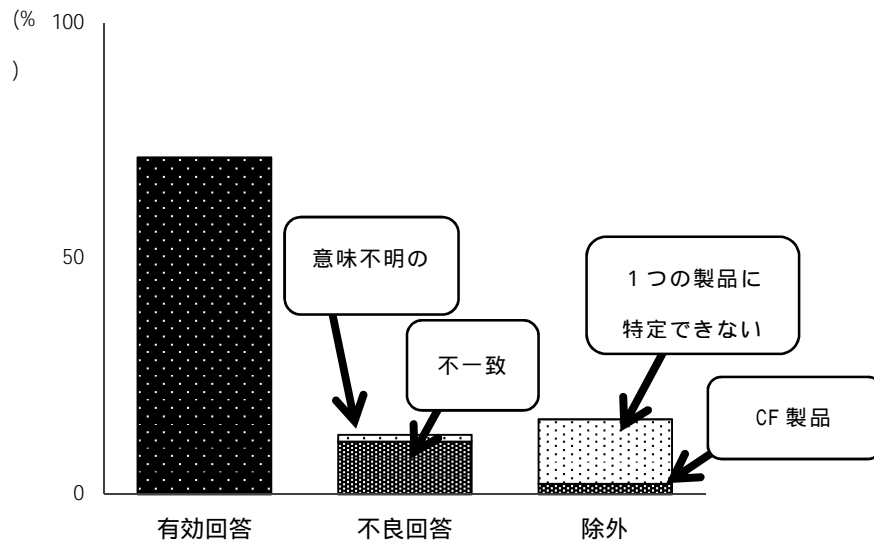 (%
)
100
50
0
意味不明の
不一致
１つの製品に
特定できない
CF 製品
有効回答
不良回答
除外